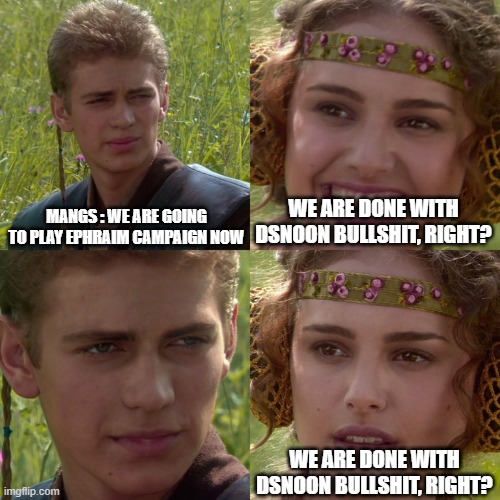 MANGS : WE ARE GOING
TO PLAY EPHRAIM CAMPAIGN NOW
WE ARE DONE WITH
DSNOON BULLSHIT, RIGHT?
WE ARE DONE WITH
DSNOON BULLSHIT, RIGHT?
imgflip.com